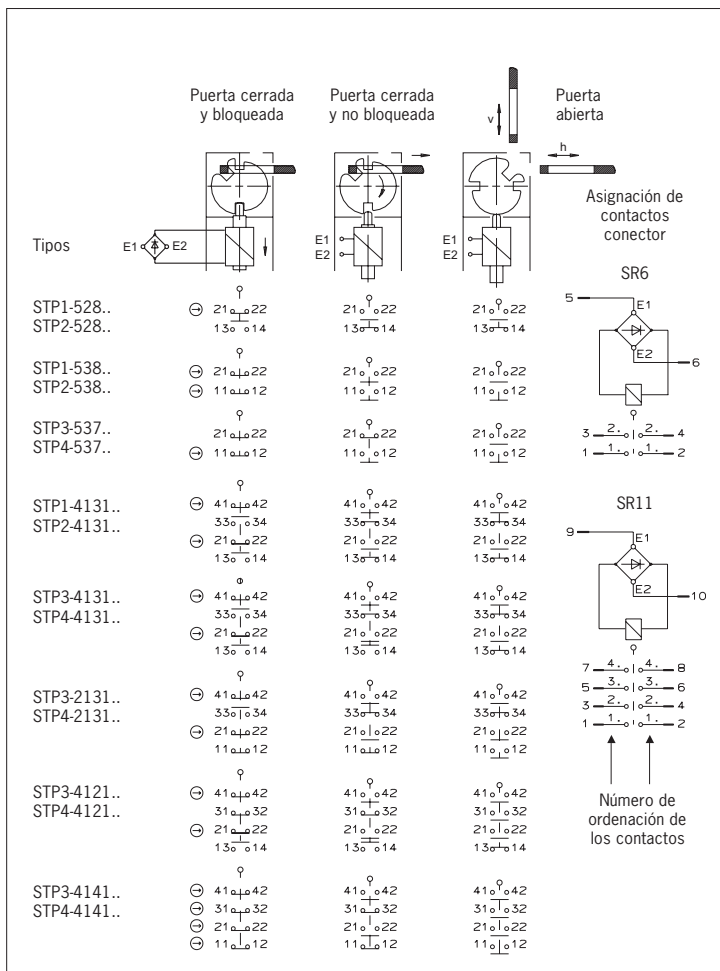 Puerta cerrada
y bloqueada
Puerta cerrada
y no bloqueada
Puerta
abierta
v
h
Tipos
E1
E2
E1
E2
E1
E2
Asignación de
contactos
conector
SR6
5
E1
E2
6
3 2. 2. 4
1 1. 1. 2
STP1-528..
STP2-528..
21 22 21 22 21 22
13 14 13 14 13 14
STP1-538..
STP2-538..
21 22 21 22 21 22
11 12 11 12 11 12
STP3-537..
STP4-537..
21 22 21 22 21 22
11 12 11 12 11 12
STP1-4131..
STP2-4131..
41 42 41 42 41 42
33 34 33 34 33 34
21 22 21 22 21 22
13 14 13 14 13 14
SR11
9
E1
E2
10
7 4. 4. 8
5 3. 3. 6
3 2. 2. 4
1 1. 1. 2
STP3-4131..
STP4-4131..
41 42 41 42 41 42
33 34 33 34 33 34
21 22 21 22 21 22
13 14 13 14 13 14
STP3-2131..
STP4-2131..
41 42 41 42 41 42
33 34 33 34 33 34
21 22 21 22 21 22
11 12 11 12 11 12
Número de
ordenación de
los contactos
STP3-4121..
STP4-4121..
41 42 41 42 41 42
31 32 31 32 31 32
21 22 21 22 21 22
13 14 13 14 13 14
STP3-4141..
STP4-4141..
41 42 41 42 41 42
31 32 31 32 31 32
21 22 21 22 21 22
11 12 11 12 11 12